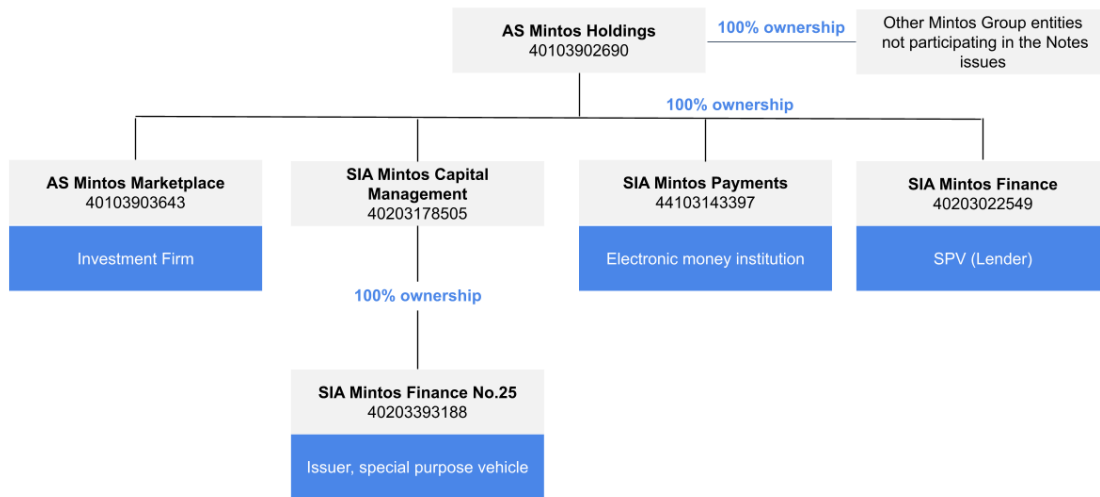 AS Mintos Holdings
40103902690
100% ownership
Other Mintos Group entities
not participating in the Notes
issues
100% ownership
AS Mintos Marketplace
40103903643
Investment Firm
SIA Mintos Capital
Management
40203178505
SIA Mintos Payments
44103143397
Electronic money institution
SIA Mintos Finance
40203022549
SPV (Lender)
100% ownership
SIA Mintos Finance No.25
40203393188
Issuer, special purpose vehicle